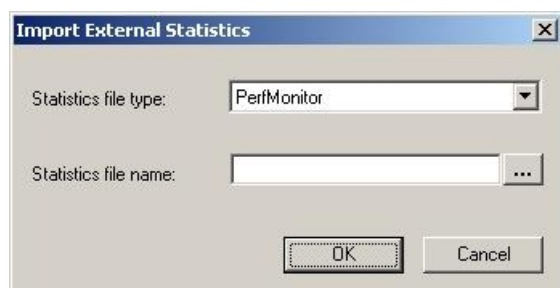 Import External Statistics
Statistics file type:
PerfMonitor
Statistics file name:
...
OK
Cancel